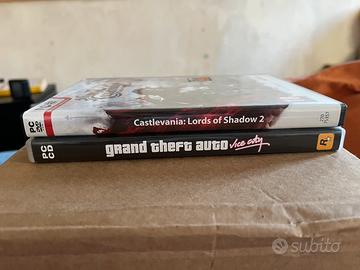 PC
DVD
Castlevania: Lords of Shadow 2
PC
CD
grand theft auto
Vice City
R
subito